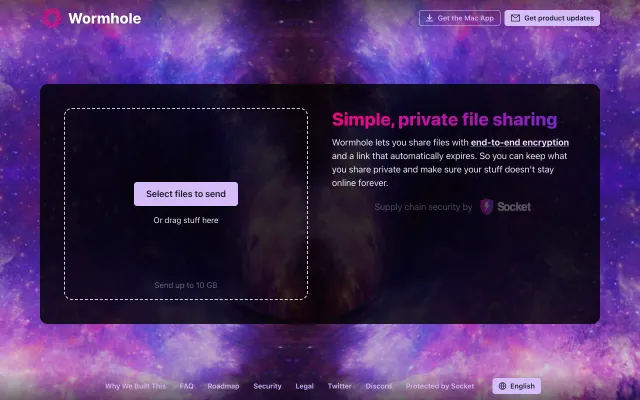 Wormhole
Get the Mac App
Get product updates
Select files to send
Or drag stuff here
Send up to 10 GB
Simple, private file sharing
Wormhole lets you share files with end-to-end encryption
and a link that automatically expires. So you can keep what
you share private and make sure your stuff doesn't stay
online forever.
Supply chain security by Socket
Why We Built This FAQ Roadmap Security Legal Twitter Discord Protected by Socket English